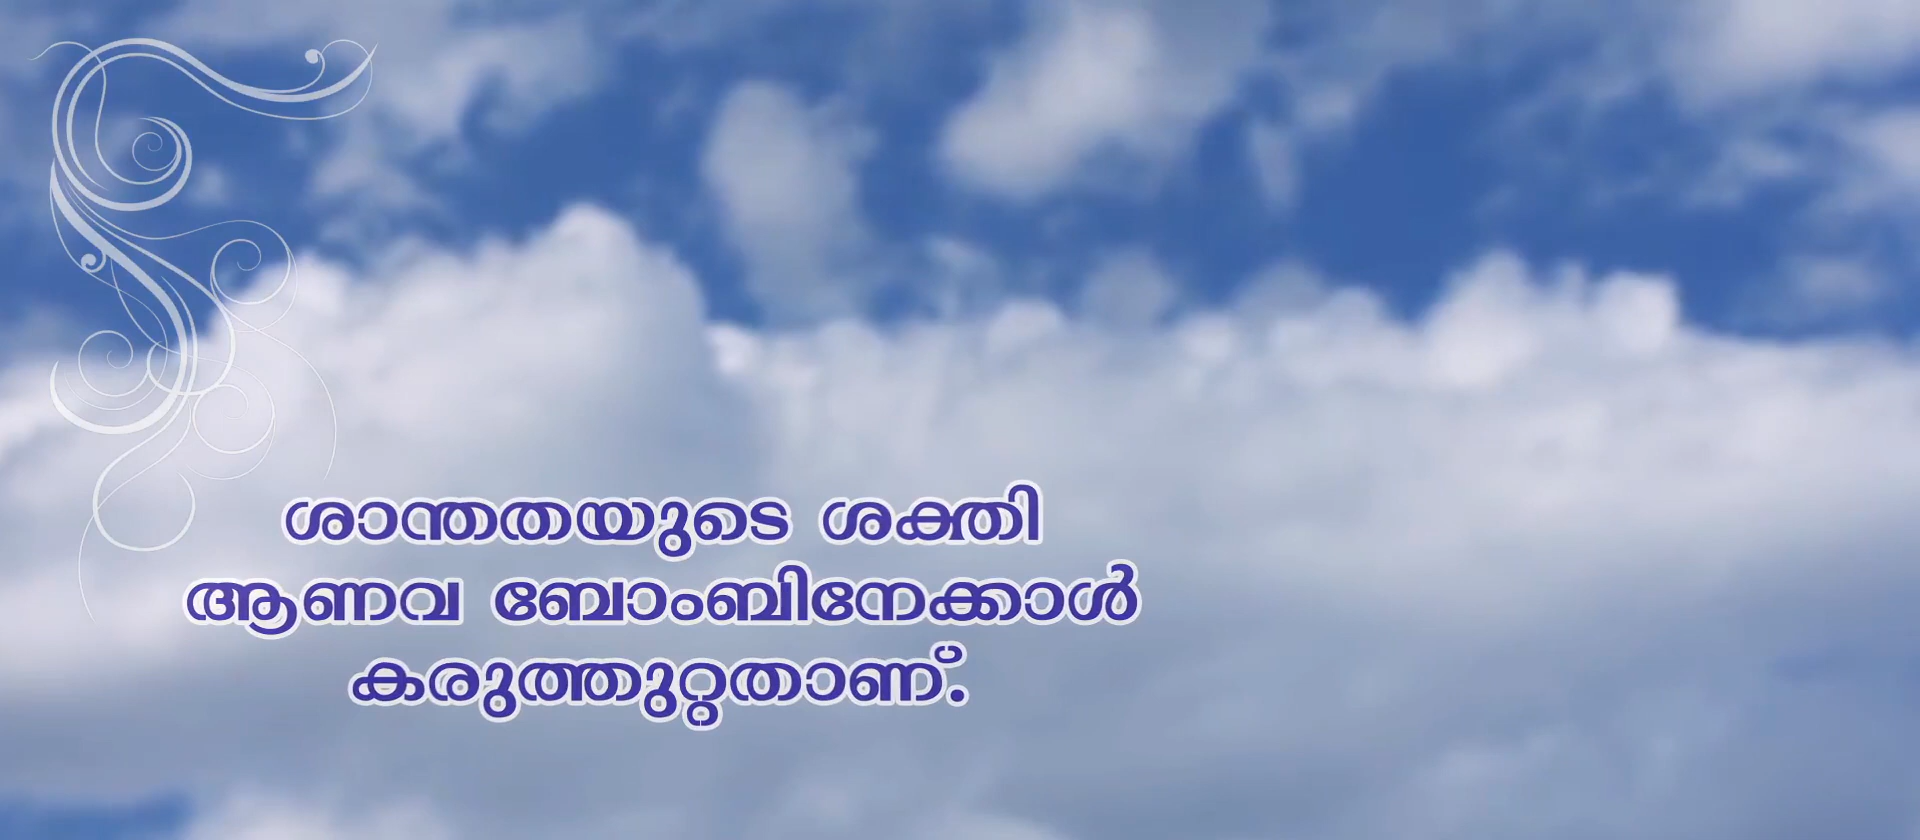 ശാന്തതയുടെ ശക്തി
ആണവ ബോംബിനേക്കാൾ
കരുത്തുറ്റതാണ്.